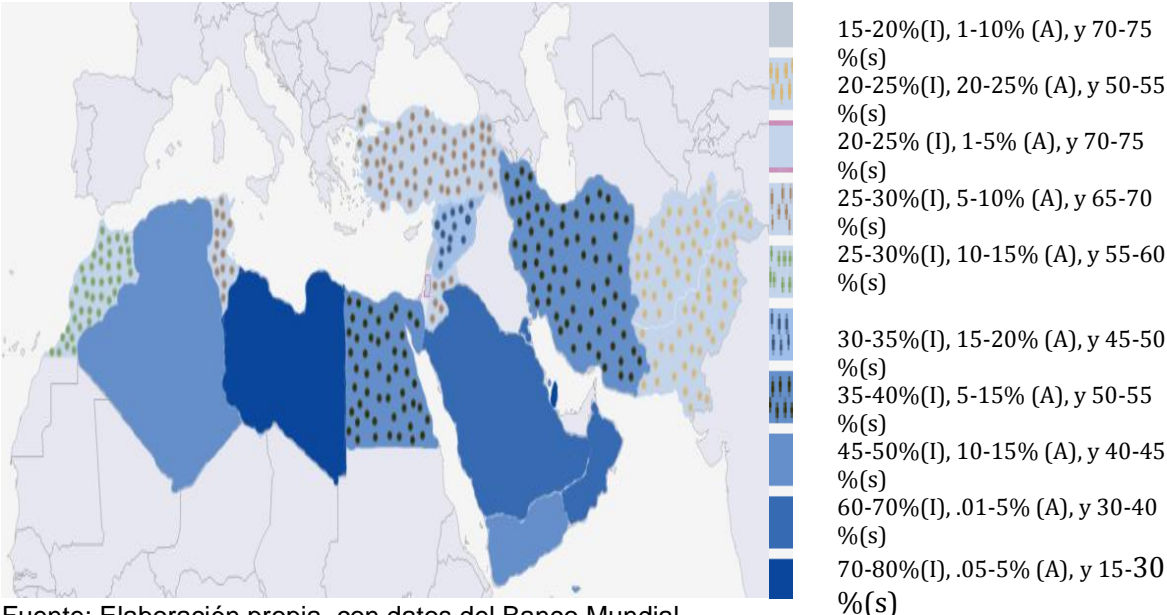 15-20%(I), 1-10% (A), y 70-75
%(s)
20-25%(I), 20-25% (A), y 50-55
%(s)
20-25% (I), 1-5% (A), y 70-75
%(s)
25-30%(I), 5-10% (A), y 65-70
%(s)
25-30%(I), 10-15% (A), y 55-60
%(s)
30-35%(I), 15-20% (A), y 45-50
%(s)
35-40%(I), 5-15% (A), y 50-55
%(s)
45-50%(I), 10-15% (A), y 40-45
%(s)
60-70%(I), .01-5% (A), y 30-40
%(s)
70-80%(I), .05-5% (A), y 15-30
%(s)
Fuente: Elaboración propia, con datos del Banco Mundial